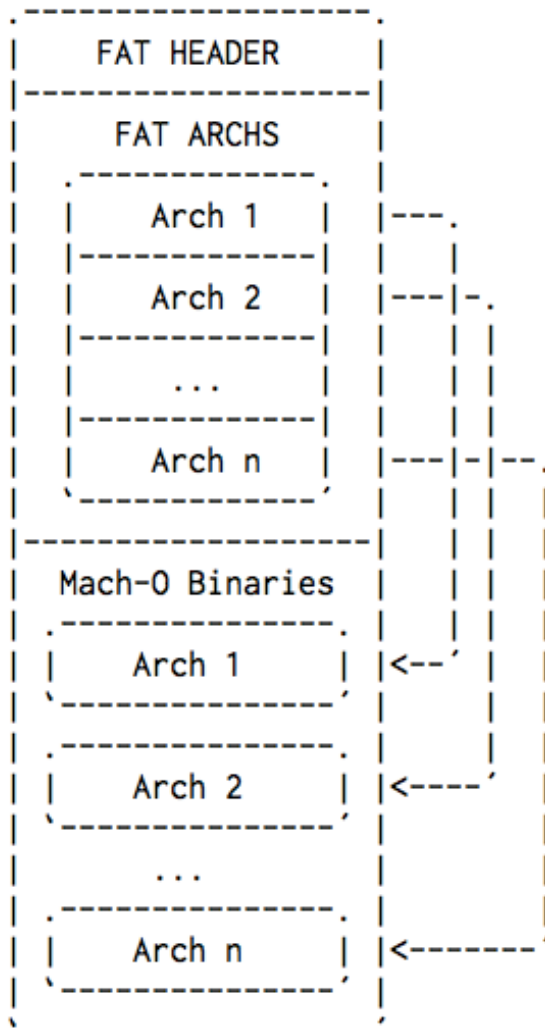 FAT HEADER
FAT ARCHS
Arch 1
Arch 2
...
Arch n
Mach-O Binaries
Arch 1
Arch 2
...
Arch n